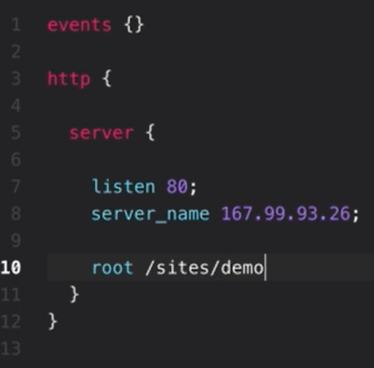 1 events {}
2
3 http {
4
5 server {
6
7 listen 80;
8 server_name 167.99.93.26;
9
10 root /sites/demo
11 }
12 }
13